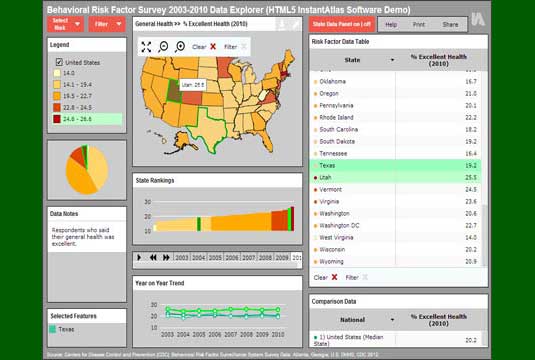 Behavioral Risk Factor Survey 2003-2010 Data Explorer (HTML5 InstantAtlas Software Demo)
Select Risk
Filter
Legend
United States
14.0
14.1 - 19.4
19.5 - 22.7
22.8 - 24.5
24.8 - 26.6
Data Notes
Respondents who said their general health was excellent.
Selected Features
Texas
General Health >> % Excellent Health (2010)
Clear Filter
Utah: 25.5
State Rankings
30
20
10
2003 2004 2005 2006 2007 2008 2009 201
Year on Year Trend
30
20
10
2003 2004 2005 2006 2007 2008 2009 2010
State Data Panel on | off
Help Print Share
Risk Factor Data Table
State % Excellent Health (2010)
Oklahoma 16.7
Oregon 21.0
Pennsylvania 20.1
Rhode Island 22.2
South Carolina 18.2
South Dakota 19.2
Tennessee 16.4
Texas 19.2
Utah 25.5
Vermont 24.5
Virginia 23.6
Washington 20.6
Washington DC 22.7
West Virginia 14.0
Wisconsin 20.2
Wyoming 20.9
Clear Filter
Comparison Data
National % Excellent Health (2010)
1) United States (Median State) 20.2
Source: Centers for Disease Control and Prevention (CDC). Behavioral Risk Factor Surveillance System Survey Data. Atlanta, Georgia: U.S. DHHS, CDC 2012